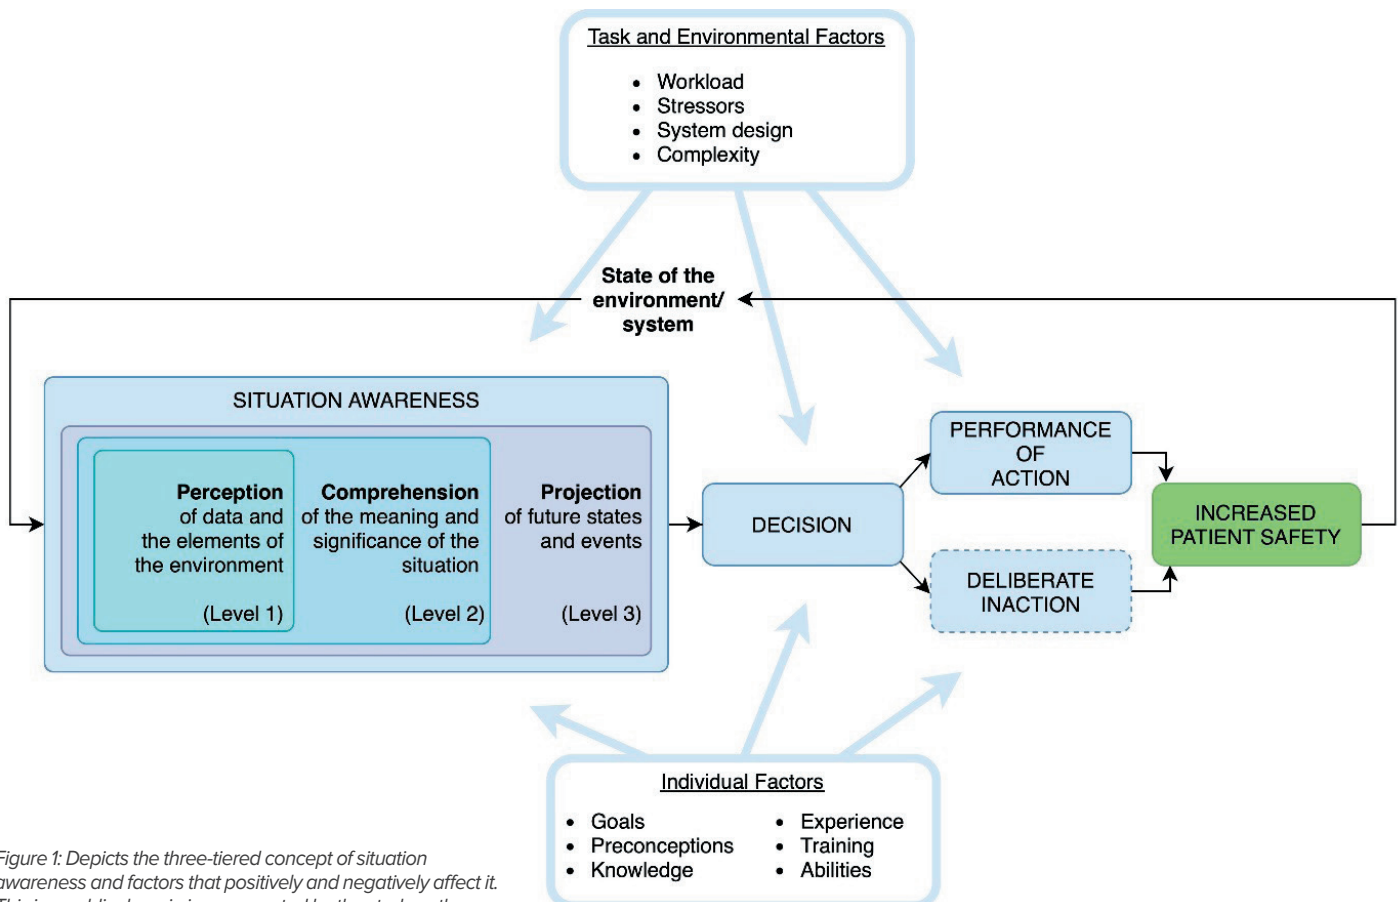 Task and Environmental Factors
• Workload
• Stressors
• System design
• Complexity
State of the
environment/
system
SITUATION AWARENESS
Perception
of data and
the elements of
the environment
(Level 1)
Comprehension
of the meaning and
significance of the
situation
(Level 2)
Projection
of future states
and events
(Level 3)
DECISION
PERFORMANCE
OF
ACTION
DELIBERATE
INACTION
INCREASED
PATIENT SAFETY
Individual Factors
• Goals
• Preconceptions
• Knowledge
• Experience
• Training
• Abilities
Figure 1: Depicts the three-tiered concept of situation
awareness and factors that positively and negatively affect it.